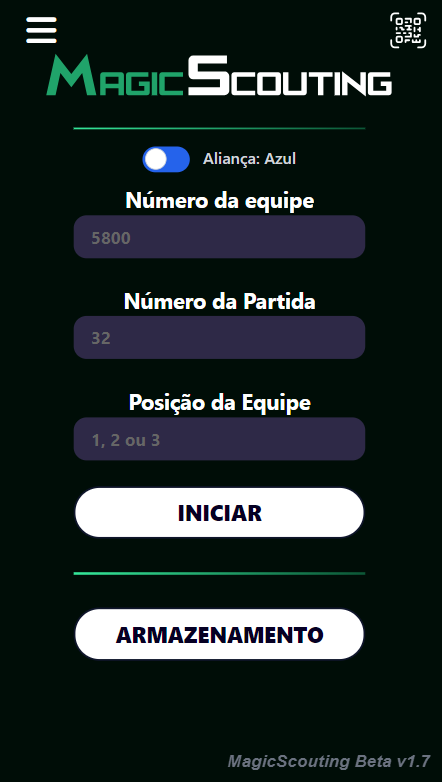 MagicScouting
Aliança: Azul
Número da equipe
5800
Número da Partida
32
Posição da Equipe
1, 2 ou 3
INICIAR
ARMAZENAMENTO
MagicScouting Beta v1.7